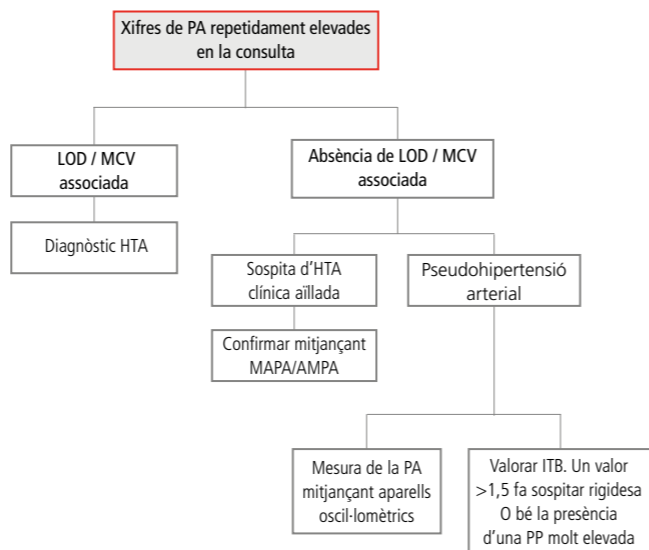 Xifres de PA repetidament elevades
en la consulta
LOD / MCV
associada
Absència de LOD / MCV
associada
Diagnòstic HTA
Sospita d'HTA
clínica aïllada
Pseudohipertensió
arterial
Confirmar mitjançant
MAPA/AMPA
Mesura de la PA
mitjançant aparells
oscil·lomètrics
Valorar ITB. Un valor
>1,5 fa sospitar rigidesa
O bé la presència
d'una PP molt elevada